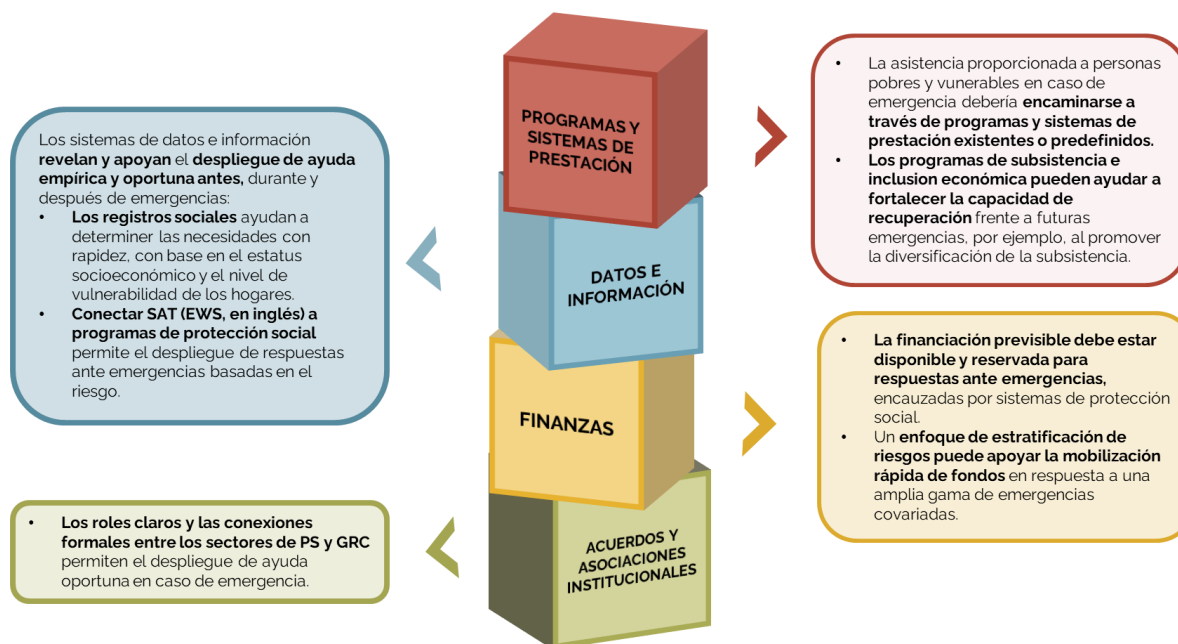 PROGRAMAS Y
SISTEMAS DE
PRESTACIÓN
• La asistencia proporcionada a personas
pobres y vunerables en caso de
emergencia debería encaminarse a
través de programas y sistemas de
prestación existentes o predefinidos.
• Los programas de subsistencia e
inclusion económica pueden ayudar a
fortalecer la capacidad de
recuperación frente a futuras
emergencias, por ejemplo, al promover
la diversificación de la subsistencia.
Los sistemas de datos e información
revelan y apoyan el despliegue de ayuda
empírica y oportuna antes, durante y
después de emergencias:
• Los registros sociales ayudan a
determinar las necesidades con
rapidez, con base en el estatus
socioeconómico y el nivel de
vulnerabilidad de los hogares.
• Conectar SAT (EWS, en inglés) a
programas de protección social
permite el despliegue de respuestas
ante emergencias basadas en el
riesgo.
DATOS E
INFORMACIÓN
FINANZAS
• La financiación previsible debe estar
disponible y reservada para
respuestas ante emergencias,
encauzadas por sistemas de protección
social.
• Un enfoque de estratificación de
riesgos puede apoyar la mobilización
rápida de fondos en respuesta a una
amplia gama de emergencias
covariadas.
• Los roles claros y las conexiones
formales entre los sectores de PS y GRC
permiten el despliegue de ayuda
oportuna en caso de emergencia.
ACUERDOS Y
ASOCIACIONES
INSTITUCIONALES